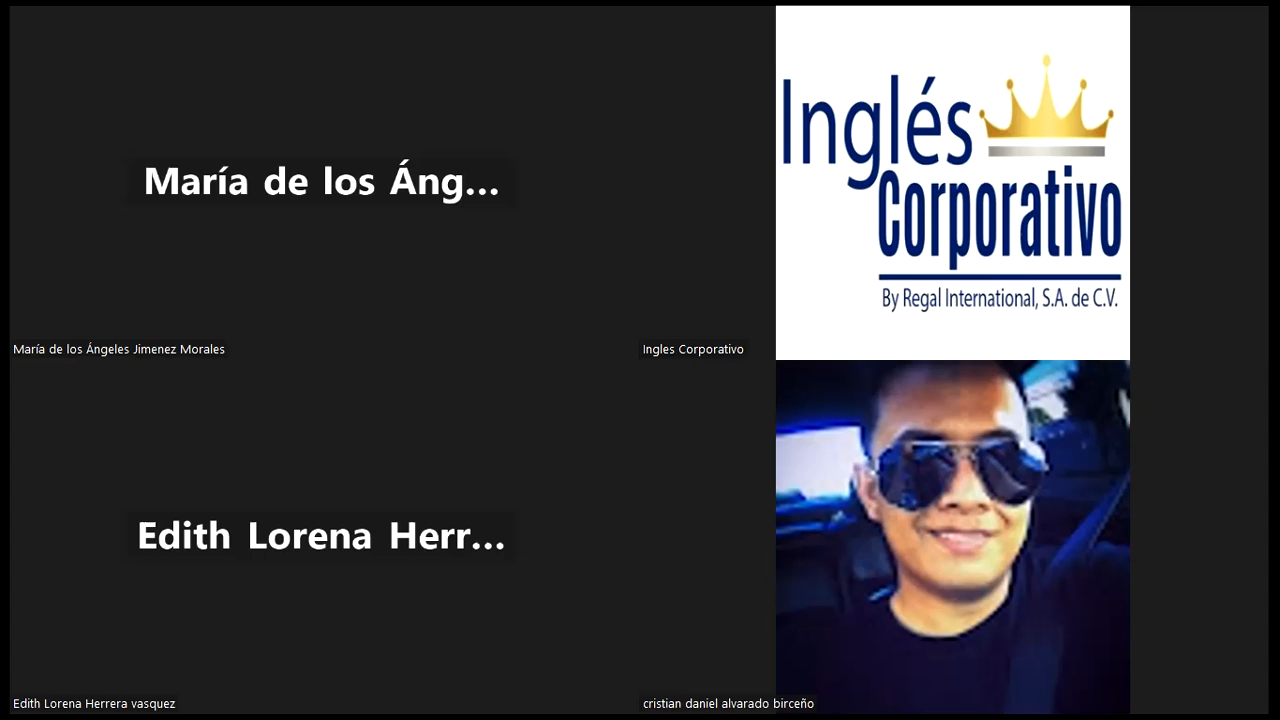 María de los Áng...
María de los Ángeles Jimenez Morales
Inglés
Corporativo
By Regal International, S.A. de C.V.
Ingles Corporativo
Edith Lorena Herr...
Edith Lorena Herrera vasquez
cristian daniel alvarado birceño